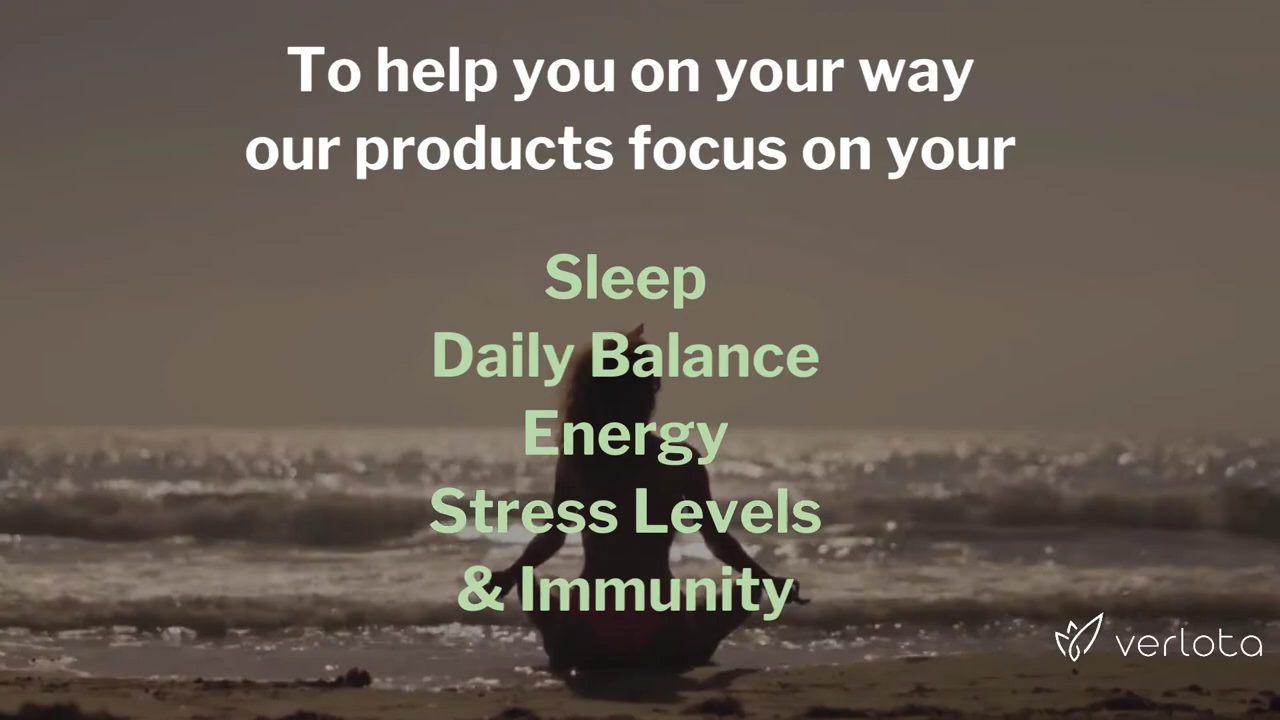 To help you on your way
our products focus on your
Sleep
Daily Balance
Energy
Stress Levels
& Immunity
verlota